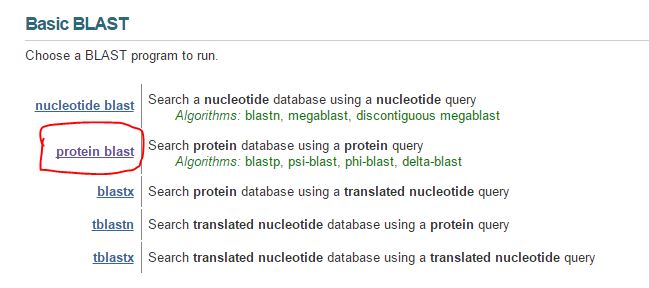 Basic BLAST
Choose a BLAST program to run.
nucleotide blast Search a nucleotide database using a nucleotide query
Algorithms: blastn, megablast, discontiguous megablast
protein blast Search protein database using a protein query
Algorithms: blastp, psi-blast, phi-blast, delta-blast
blastx Search protein database using a translated nucleotide query
tblastn Search translated nucleotide database using a protein query
tblastx Search translated nucleotide database using a translated nucleotide query